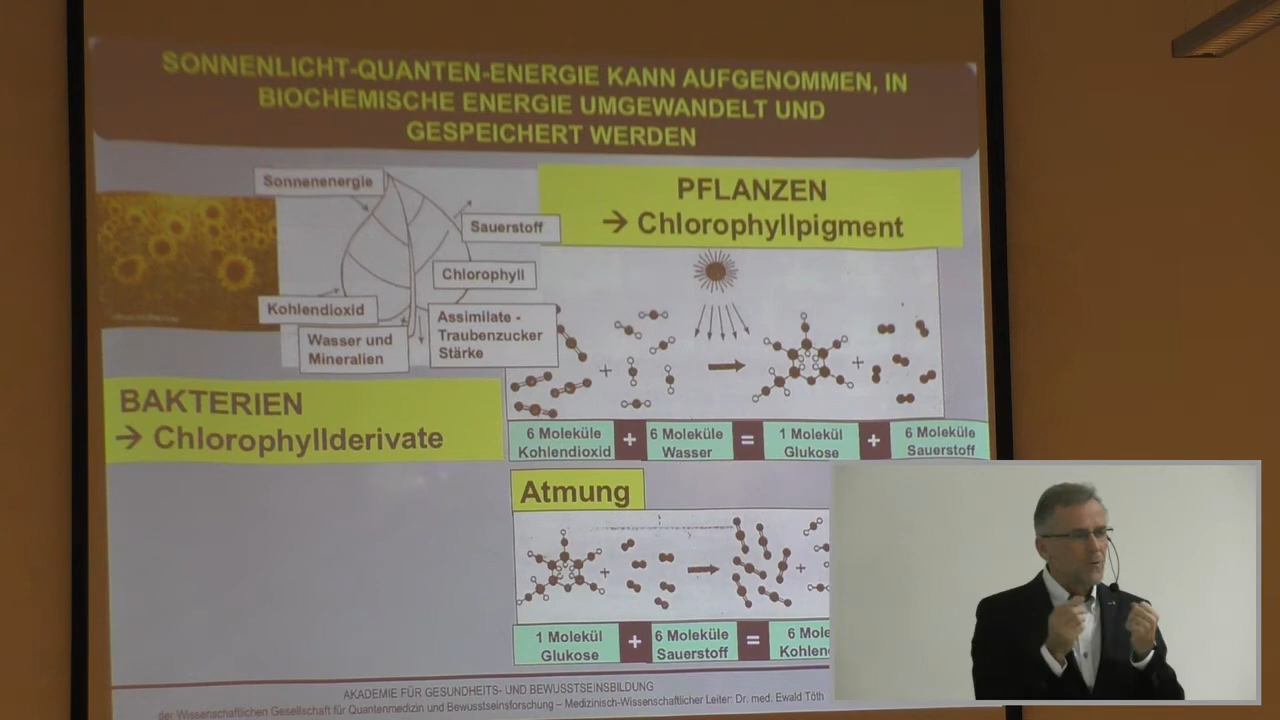 SONNENLICHT-QUANTEN-ENERGIE KANN AUFGENOMMEN, IN
BIOCHEMISCHE ENERGIE UMGEWANDELT UND
GESPEICHERT WERDEN
Sonnenenergie
Sauerstoff
Chlorophyll
Kohlendioxid
Assimilate -
Traubenzucker
Stärke
Wasser und
Mineralien
PFLANZEN
→ Chlorophyllpigment
BAKTERIEN
→ Chlorophyllderivate
+
+
6 Moleküle
Kohlendioxid
+
6 Moleküle
Wasser
=
1 Molekül
Glukose
+
6 Moleküle
Sauerstoff
Atmung
+
+
1 Molekül
Glukose
+
6 Moleküle
Sauerstoff
=
6 Mole
Kohlen
AKADEMIE FÜR GESUNDHEITS- UND BEWUSSTSEINSBILDUNG
der Wissenschaftlichen Gesellschaft für Quantenmedizin und Bewusstseinsforschung – Medizinisch-Wissenschaftlicher Leiter: Dr. med. Ewald Töth